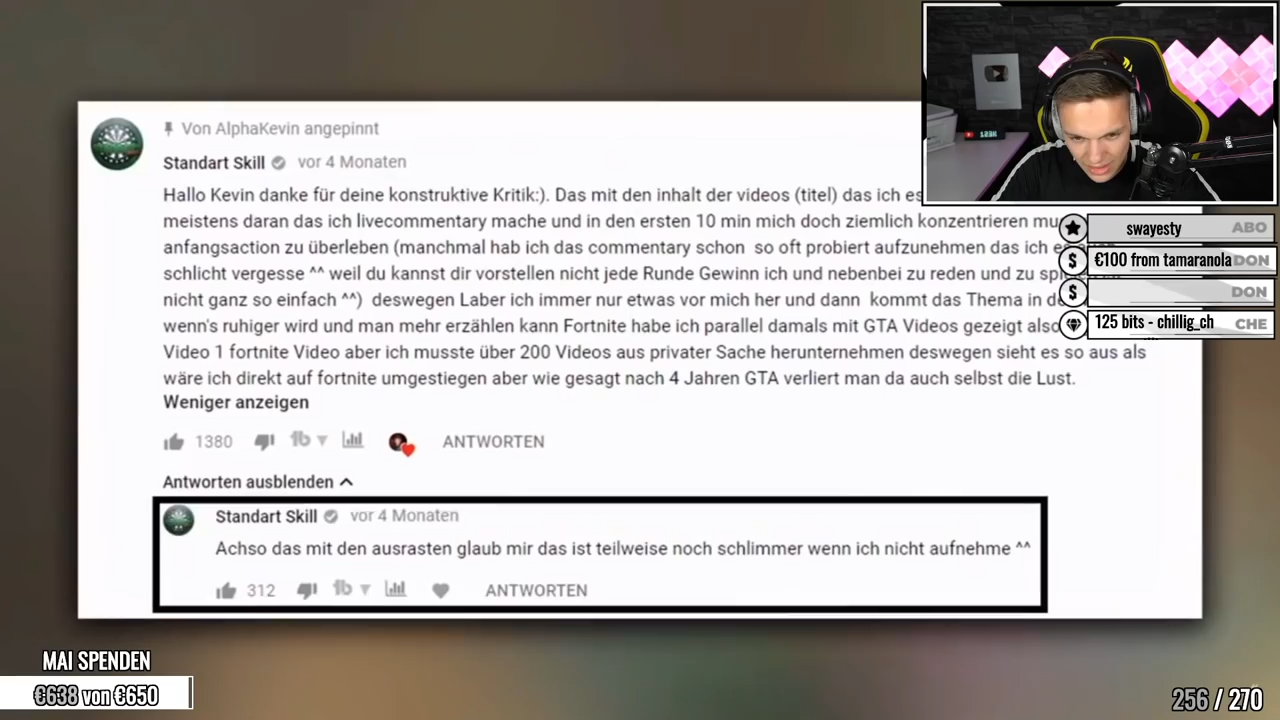 Von AlphaKevin angepinnt
Standart Skill vor 4 Monaten
Hallo Kevin danke für deine konstruktive Kritik:). Das mit den inhalt der videos (titel) das ich es
meistens daran das ich livecommentary mache und in den ersten 10 min mich doch ziemlich konzentrieren mu
anfangsaction zu überleben (manchmal hab ich das commentary schon so oft probiert aufzunehmen das ich
schlicht vergesse ^^ weil du kannst dir vorstellen nicht jede Runde Gewinn ich und nebenbei zu reden und zu
nicht ganz so einfach ^^) deswegen Laber ich immer nur etwas vor mich her und dann kommt das Thema in
wenn's ruhiger wird und man mehr erzählen kann Fortnite habe ich parallel damals mit GTA Videos gezeigt also
Video 1 fortnite Video aber ich musste über 200 Videos aus privater Sache herunternehmen deswegen sieht es so aus als
wäre ich direkt auf fortnite umgestiegen aber wie gesagt nach 4 Jahren GTA verliert man da auch selbst die Lust.
Weniger anzeigen
1380 ANTWORTEN
Antworten ausblenden
Standart Skill vor 4 Monaten
Achso das mit den ausrasten glaub mir das ist teilweise noch schlimmer wenn ich nicht aufnehme ^^
312 ANTWORTEN
swayesty ABO
€100 from tamaranola DON
DON
125 bits - chillig_ch CHE
MAI SPENDEN
€638 von €650
256 / 270